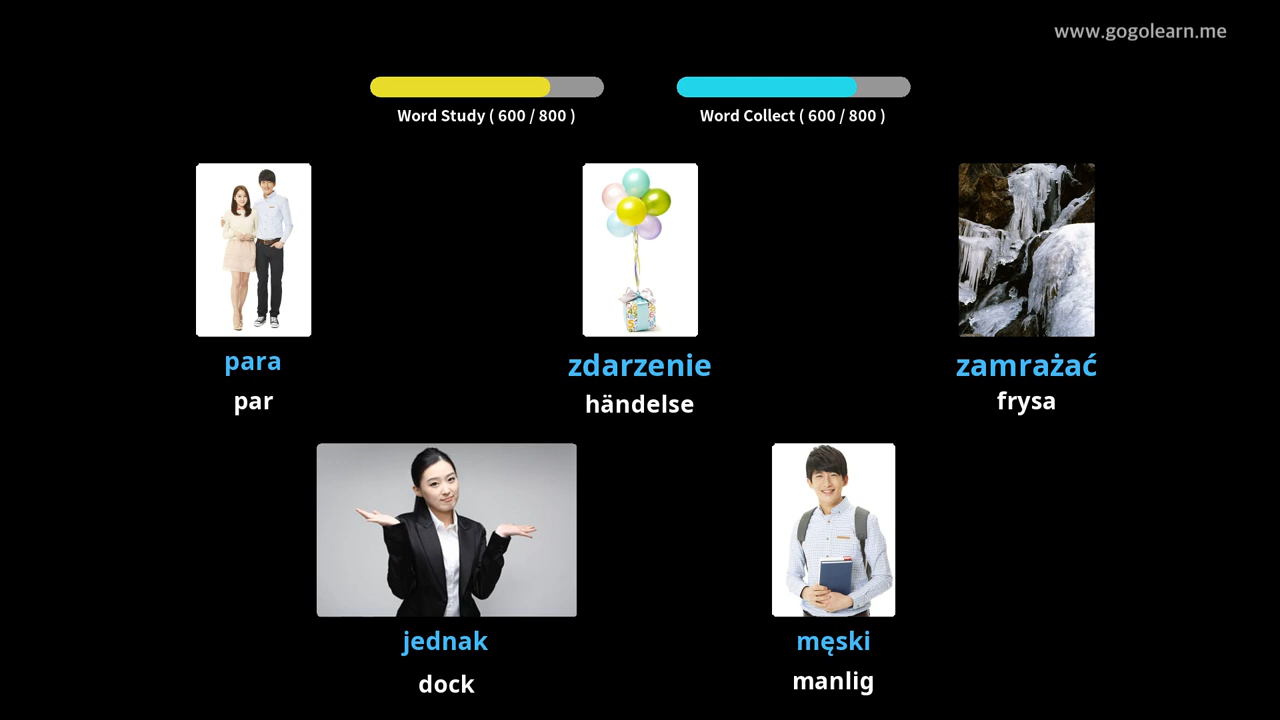 www.gogolearn.me
Word Study ( 600 / 800 )
Word Collect ( 600 / 800 )
para
par
zdarzenie
händelse
zamrażać
frysa
jednak
dock
męski
manlig